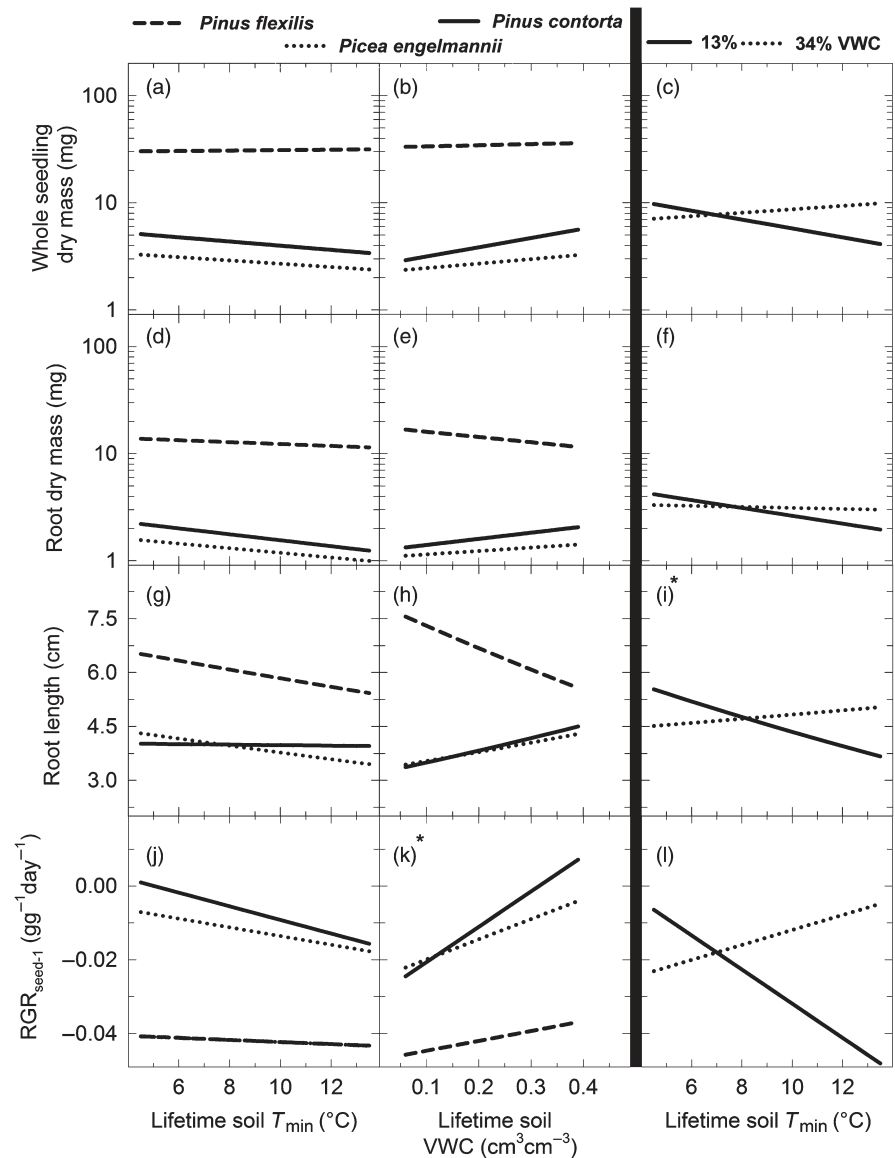 Pinus flexilis Pinus contorta
Picea engelmannii
13% 34% VWC
(a) (b) (c)
Whole seedling
dry mass (mg)
100
10
1
(d) (e) (f)
Root dry mass (mg)
100
10
1
(g) (h) (i)*
Root length (cm)
7.5
6.0
4.5
3.0
(j) (k)* (l)
RGRseed-1 (gg−1day−1)
0.00
−0.02
−0.04
6 8 10 12 0.1 0.2 0.3 0.4 6 8 10 12
Lifetime soil Tmin (°C) Lifetime soil Lifetime soil Tmin (°C)
VWC (cm3cm−3)